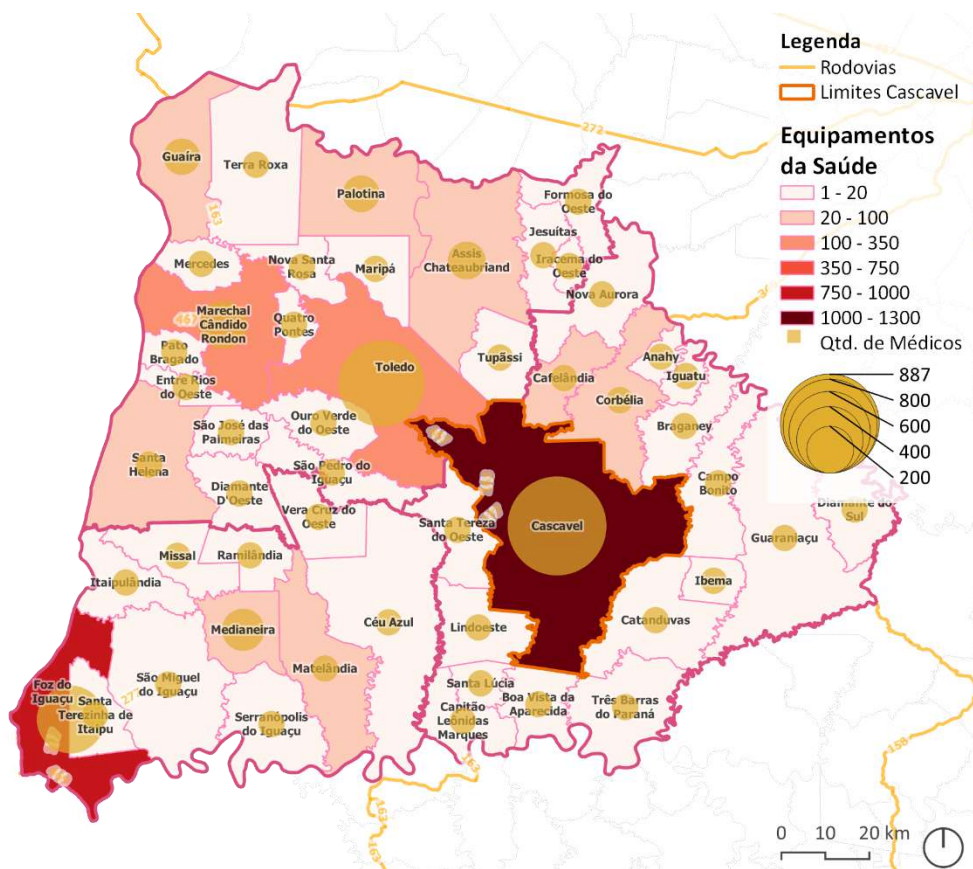 Legenda
Rodovias
Limites Cascavel
Equipamentos
da Saúde
1 - 20
20 - 100
100 - 350
350 - 750
750 - 1000
1000 - 1300
Qtd. de Médicos
887
800
600
400
200
272
163
Guaíra
Terra Roxa
Palotina
Formosa do
Oeste
Jesuítas
Iracema do
Oeste
Assis
Chateaubriand
Nova Aurora
Mercedes
Nova Santa
Rosa
Maripá
Marechal
Cândido
Rondon
467
Quatro
Pontes
Pato
Bragado
Entre Rios
do Oeste
Toledo
Tupãssi
Cafelândia
Anahy
Iguatu
Corbélia
Braganey
São José das
Palmeiras
Ouro Verde
do Oeste
Santa
Helena
São Pedro do
Iguaçu
Diamante
D'Oeste
Vera Cruz do
Oeste
Santa Tereza
do Oeste
Cascavel
Campo
Bonito
Diamante do
Sul
Guaraniaçu
Missal
Ramilândia
Itaipulândia
Ibema
Catanduvas
Medianeira
Céu Azul
Lindoeste
Matelândia
Foz do
Iguaçu
Santa
Terezinha de
Itaipu
277
São Miguel
do Iguaçu
Serranópolis
do Iguaçu
Santa Lúcia
Capitão
Leônidas
Marques
Boa Vista da
Aparecida
Três Barras
do Paraná
163
163
163
158
0 10 20 km